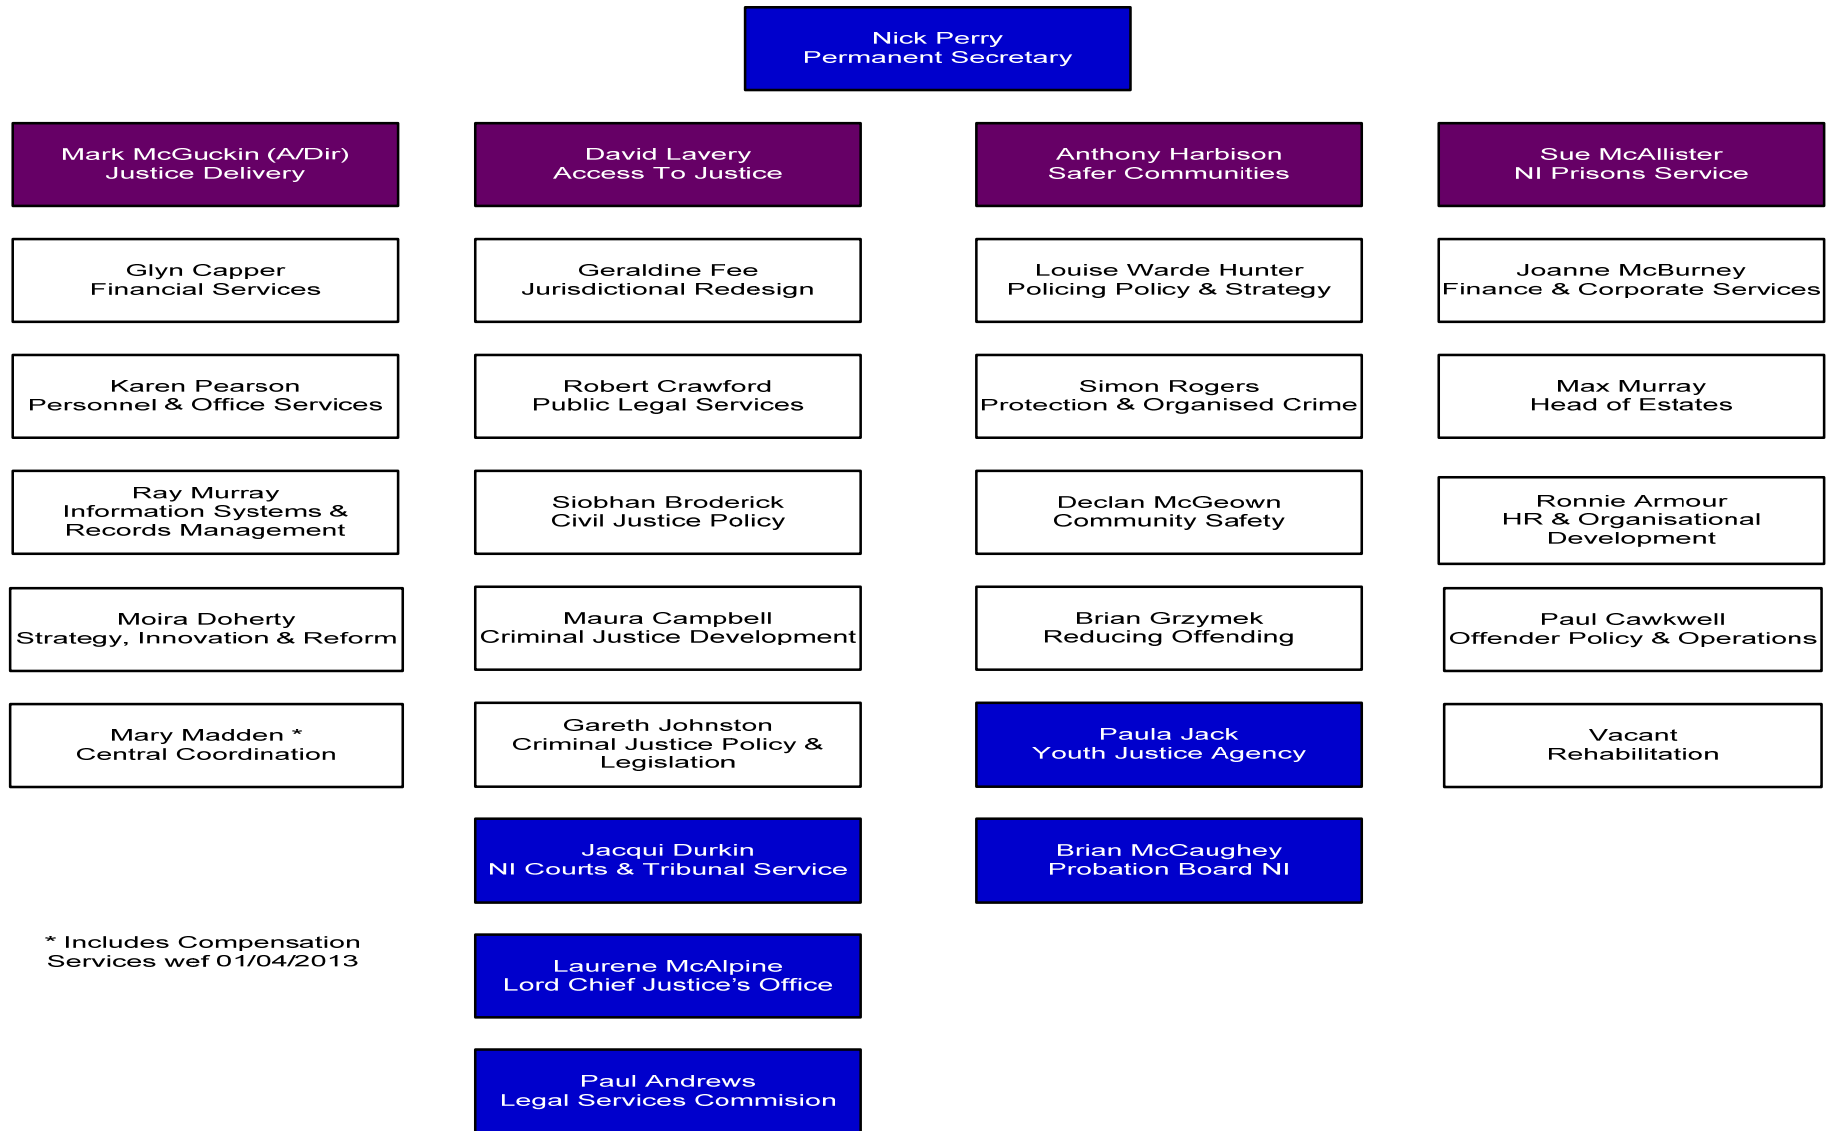 Nick Perry
Permanent Secretary
Mark McGuckin (A/Dir)
Justice Delivery
David Lavery
Access To Justice
Anthony Harbison
Safer Communities
Sue McAllister
NI Prisons Service
Glyn Capper
Financial Services
Geraldine Fee
Jurisdictional Redesign
Louise Warde Hunter
Policing Policy & Strategy
Joanne McBurney
Finance & Corporate Services
Karen Pearson
Personnel & Office Services
Robert Crawford
Public Legal Services
Simon Rogers
Protection & Organised Crime
Max Murray
Head of Estates
Ray Murray
Information Systems &
Records Management
Siobhan Broderick
Civil Justice Policy
Declan McGeown
Community Safety
Ronnie Armour
HR & Organisational
Development
Moira Doherty
Strategy, Innovation & Reform
Maura Campbell
Criminal Justice Development
Brian Grzymek
Reducing Offending
Paul Cawkwell
Offender Policy & Operations
Mary Madden *
Central Coordination
Gareth Johnston
Criminal Justice Policy &
Legislation
Paula Jack
Youth Justice Agency
Vacant
Rehabilitation
Jacqui Durkin
NI Courts & Tribunal Service
Brian McCaughey
Probation Board NI
* Includes Compensation
Services wef 01/04/2013
Laurene McAlpine
Lord Chief Justice’s Office
Paul Andrews
Legal Services Commision